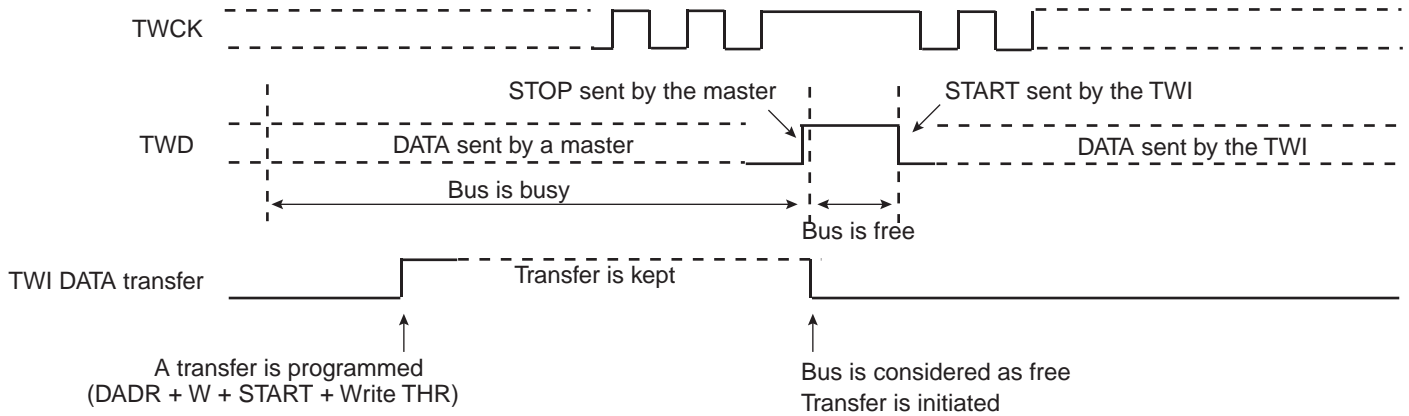 TWCK
STOP sent by the master
START sent by the TWI
TWD
DATA sent by a master
DATA sent by the TWI
Bus is busy
Bus is free
TWI DATA transfer
Transfer is kept
A transfer is programmed
(DADR + W + START + Write THR)
Bus is considered as free
Transfer is initiated